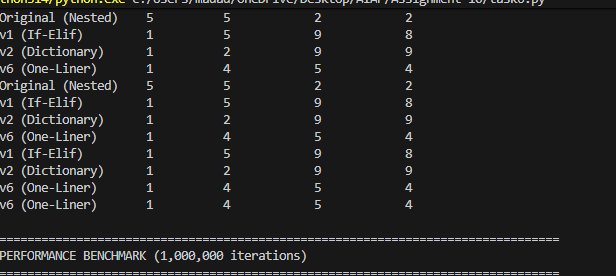 Original (Nested) 5 5 2 2
v1 (If-Elif) 1 5 9 8
v2 (Dictionary) 1 2 9 9
v6 (One-Liner) 1 4 5 4
Original (Nested) 5 5 2 2
v1 (If-Elif) 1 5 9 8
v2 (Dictionary) 1 2 9 9
v6 (One-Liner) 1 4 5 4
v1 (If-Elif) 1 5 9 8
v2 (Dictionary) 1 2 9 9
v6 (One-Liner) 1 4 5 4
v6 (One-Liner) 1 4 5 4
================================================================================
PERFORMANCE BENCHMARK (1,000,000 iterations)
================================================================================